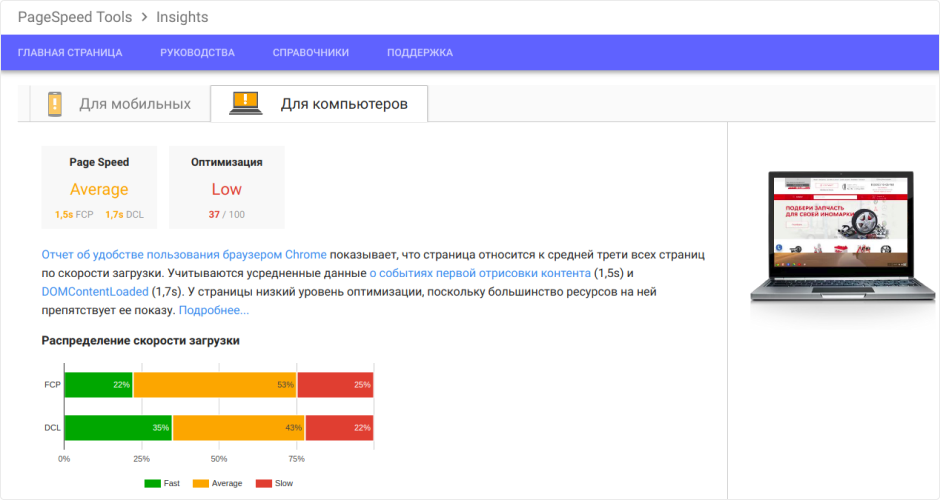 PageSpeed Tools > Insights
ГЛАВНАЯ СТРАНИЦА РУКОВОДСТВА СПРАВОЧНИКИ ПОДДЕРЖКА
Для мобильных Для компьютеров
Page Speed Оптимизация
Average Low
1,5s FCP 1,7s DCL 37 / 100
Отчет об удобстве пользования браузером Chrome показывает, что страница относится к средней трети всех страниц
по скорости загрузки. Учитываются усредненные данные о событиях первой отрисовки контента (1,5s) и
DOMContentLoaded (1,7s). У страницы низкий уровень оптимизации, поскольку большинство ресурсов на ней
препятствует ее показу. Подробнее...
ПОДБЕРИ ЗАПЧАСТЬ
ДЛЯ СВОЕЙ ИНОМАРКИ
Распределение скорости загрузки
FCP 22% 53% 25%
DCL 35% 43% 22%
0% 25% 50% 75%
Fast Average Slow